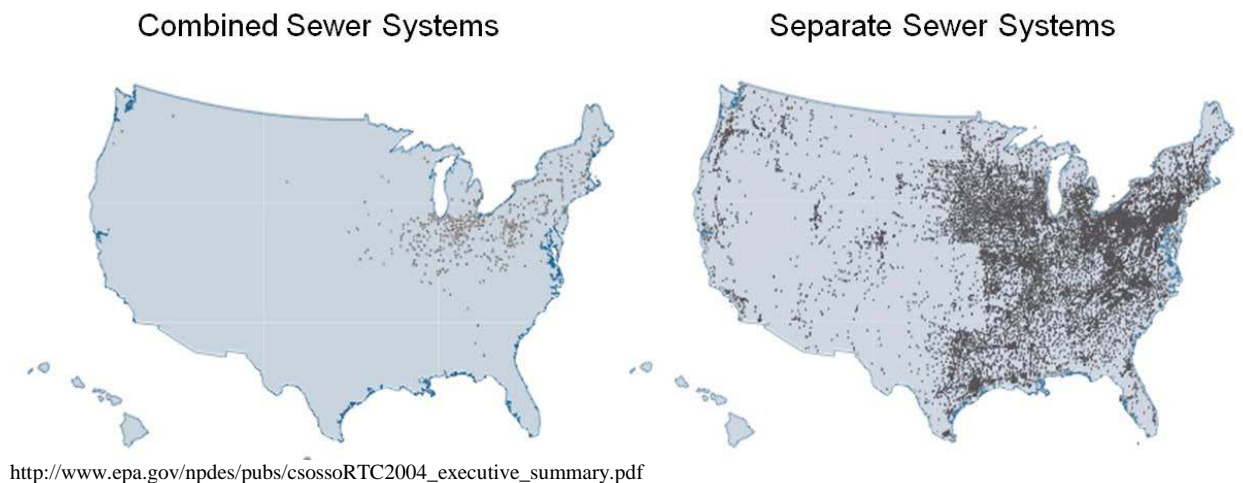 Combined Sewer Systems
Separate Sewer Systems
http://www.epa.gov/npdes/pubs/csossoRTC2004_executive_summary.pdf